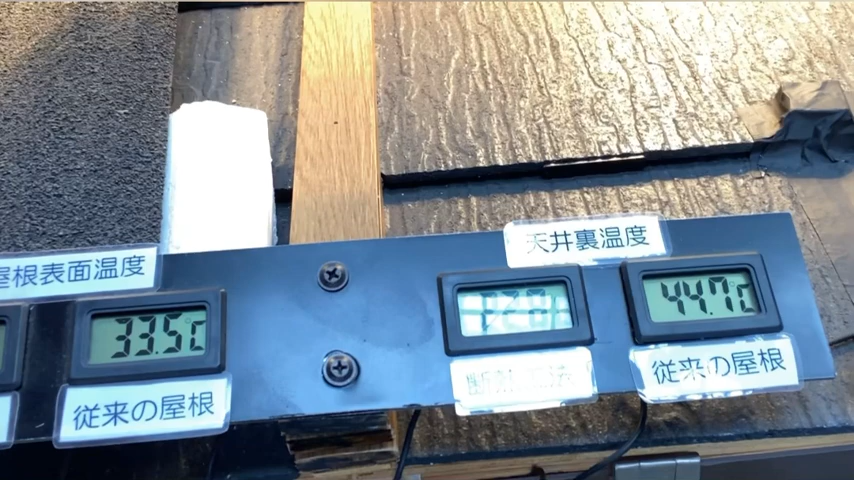 屋根表面温度
33.5℃
従来の屋根
天井裏温度
44.7℃
従来の屋根